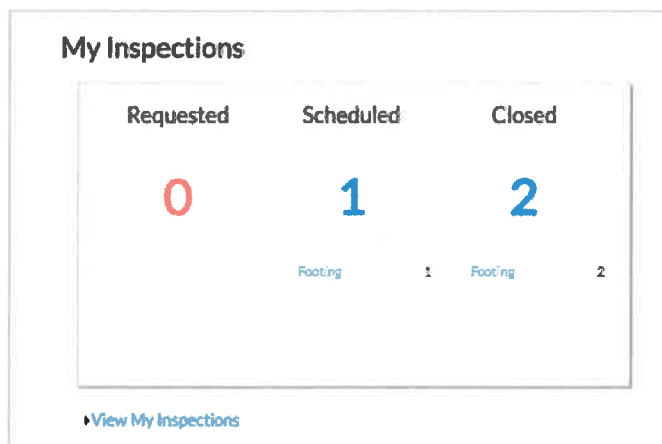 My Inspections
Requested Scheduled Closed
0 1 2
Footing 1 Footing 2
View My Inspections